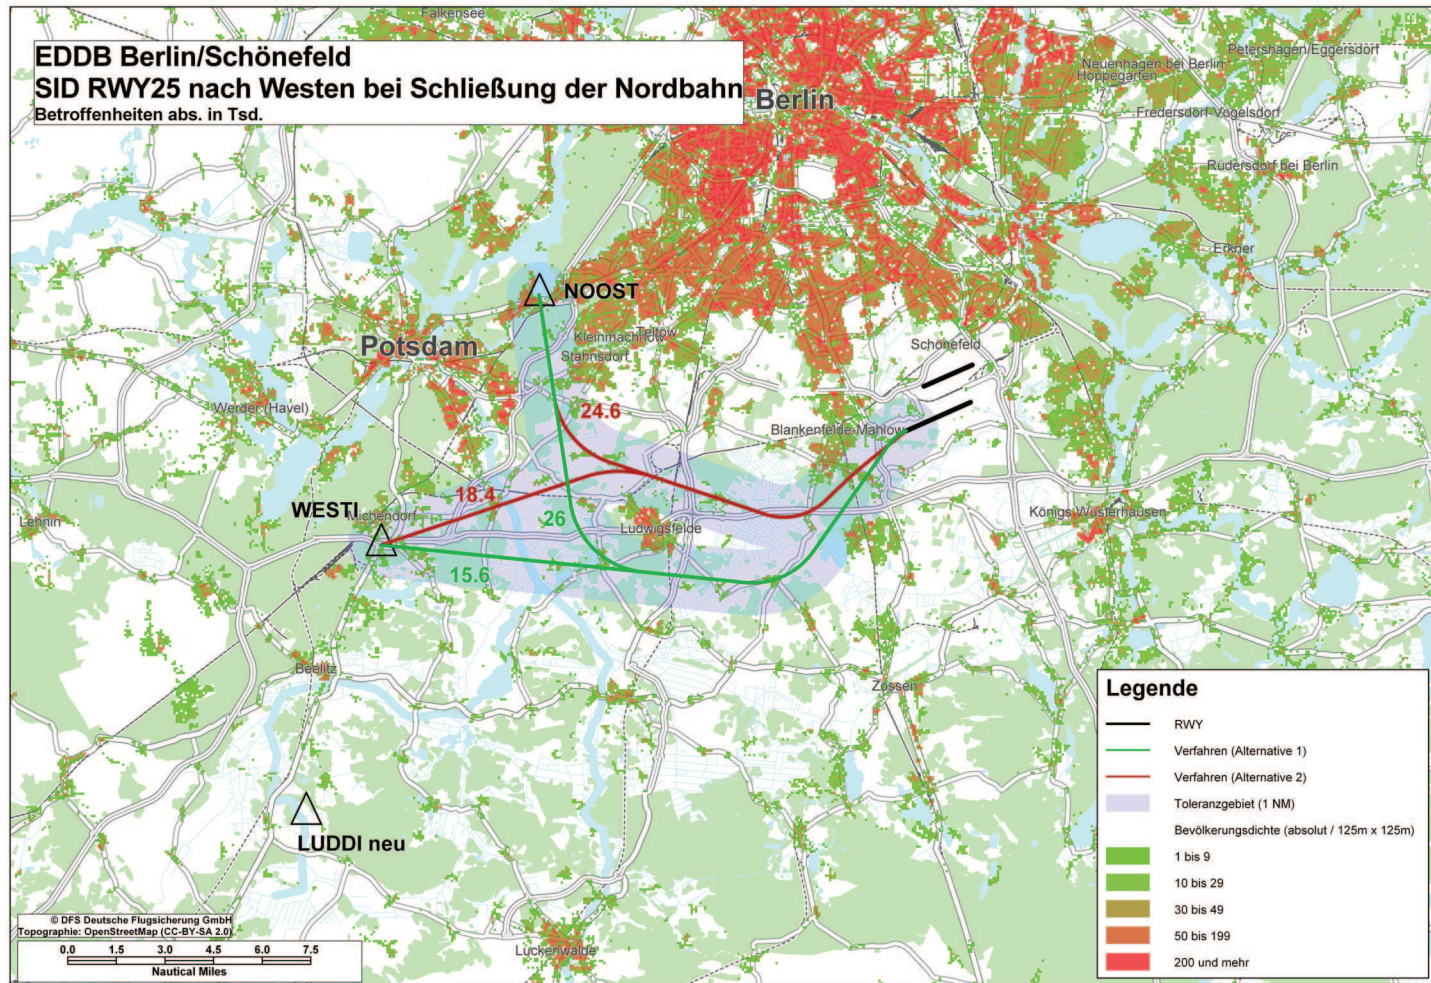 Falkensee
EDDB Berlin/Schönefeld
SID RWY25 nach Westen bei Schließung der Nordbahn
Betroffenheiten abs. in Tsd.
Berlin
Petershagen/Eggersdorf
Neuenhagen bei Berlin
Hoppegarten
Fredersdorf-Vogelsdorf
Rüdersdorf bei Berlin
Erkner
NOOST
Teltow
Kleinmachnow
Stahnsdorf
Schönefeld
Potsdam
Werder (Havel)
24.6
Blankenfelde-Mahlow
18.4
WESTI
Michendorf
Lehnin
26
Ludwigsfelde
Königs Wusterhausen
15.6
Beelitz
Zossen
LUDDI neu
Luckenwalde
Legende
RWY
Verfahren (Alternative 1)
Verfahren (Alternative 2)
Toleranzgebiet (1 NM)
Bevölkerungsdichte (absolut / 125m x 125m)
1 bis 9
10 bis 29
30 bis 49
50 bis 199
200 und mehr
© DFS Deutsche Flugsicherung GmbH
Topographie: OpenStreetMap (CC-BY-SA 2.0)
0.0 1.5 3.0 4.5 6.0 7.5
Nautical Miles